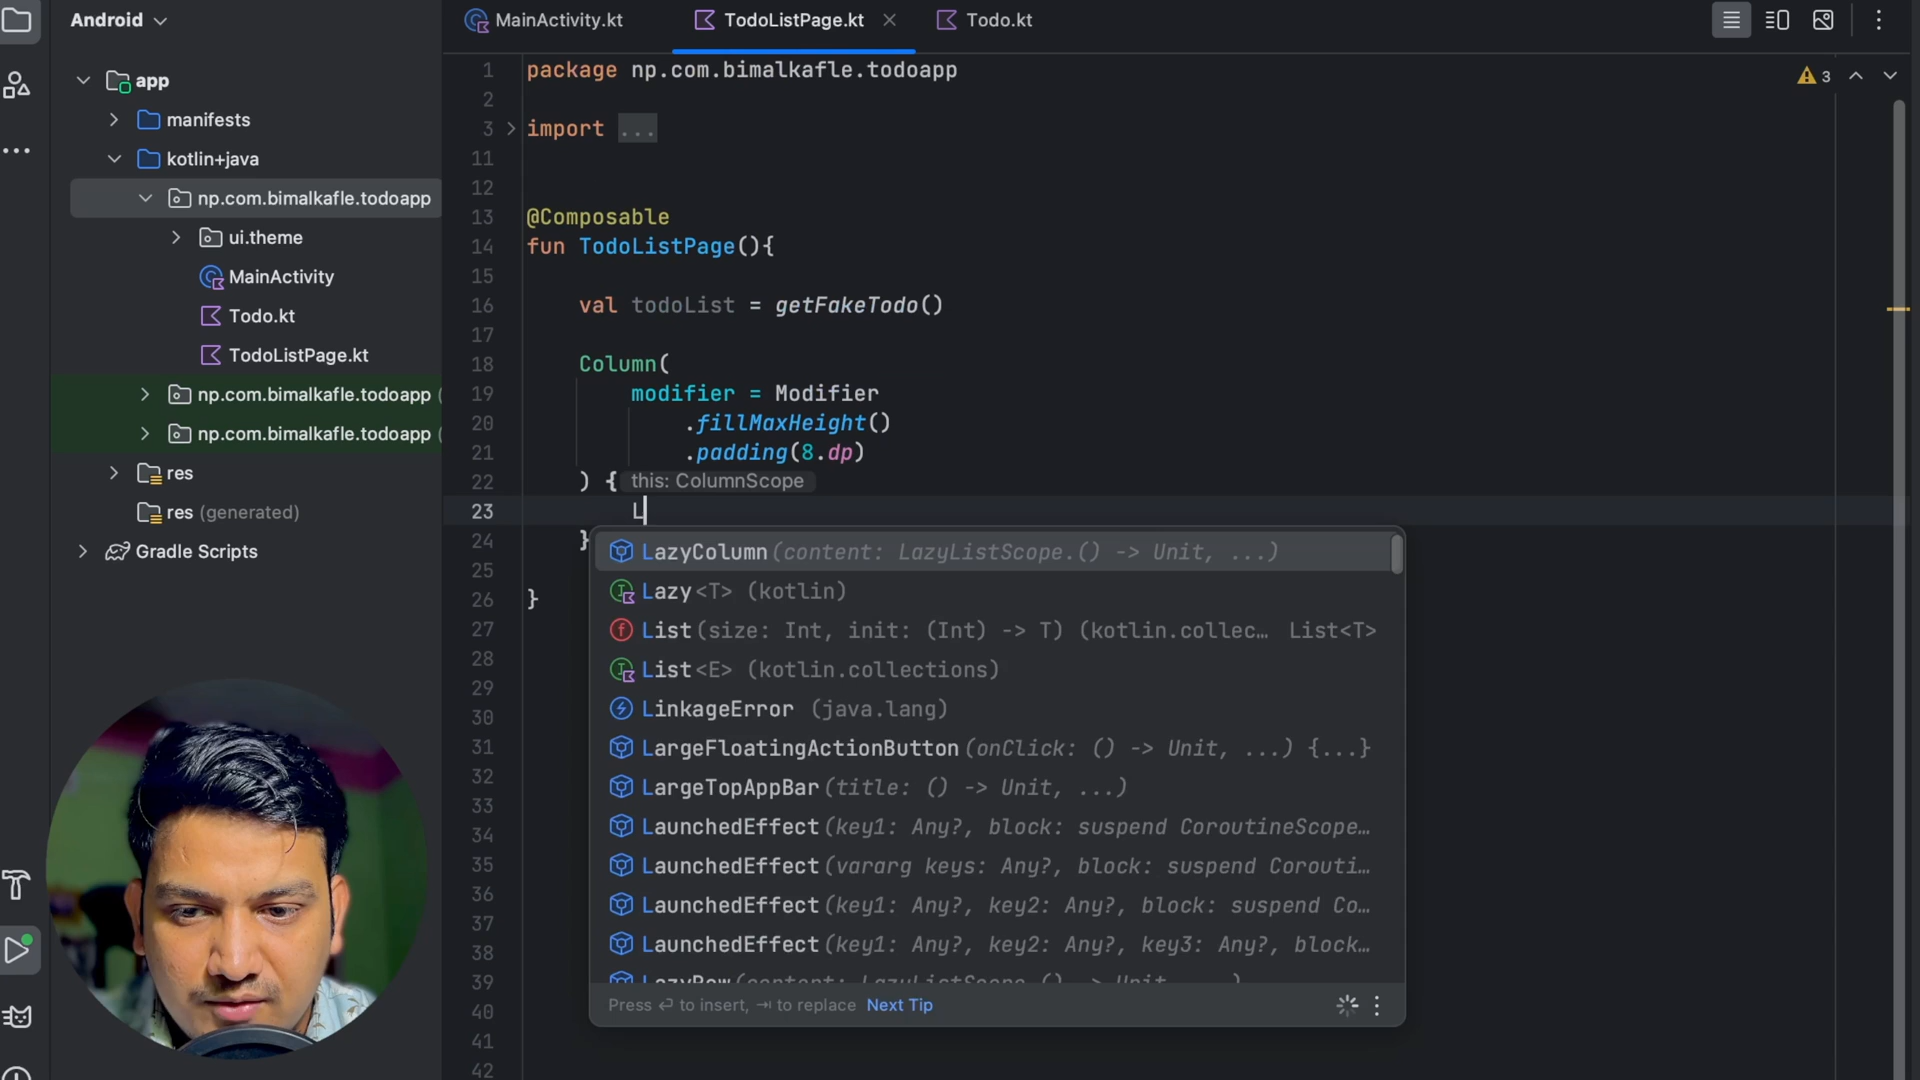 Android
MainActivity.kt
TodoListPage.kt
Todo.kt
app
manifests
kotlin+java
np.com.bimalkafle.todoapp
ui.theme
MainActivity
Todo.kt
TodoListPage.kt
np.com.bimalkafle.todoapp (
np.com.bimalkafle.todoapp (
res
res (generated)
Gradle Scripts
3
1 package np.com.bimalkafle.todoapp
2
3 import ...
11
12
13 @Composable
14 fun TodoListPage(){
15
16 val todoList = getFakeTodo()
17
18 Column(
19 modifier = Modifier
20 .fillMaxHeight()
21 .padding(8.dp)
22 ) { this: ColumnScope
23 L
24 }
25
26 }
27
28
29
30
31
32
33
34
35
36
37
38
39
40
41
42
LazyColumn(content: LazyListScope.() -> Unit, ...)
Lazy<T> (kotlin)
List(size: Int, init: (Int) -> T) (kotlin.collec... List<T>
List<E> (kotlin.collections)
LinkageError (java.lang)
LargeFloatingActionButton(onClick: () -> Unit, ...) {...}
LargeTopAppBar(title: () -> Unit, ...)
LaunchedEffect(key1: Any?, block: suspend CoroutineScope...
LaunchedEffect(vararg keys: Any?, block: suspend Corouti...
LaunchedEffect(key1: Any?, key2: Any?, block: suspend Co...
LaunchedEffect(key1: Any?, key2: Any?, key3: Any?, block...
LazyRow(content: LazyListScope.() -> Unit, ...)
Press ⏎ to insert, ⇥ to replace Next Tip